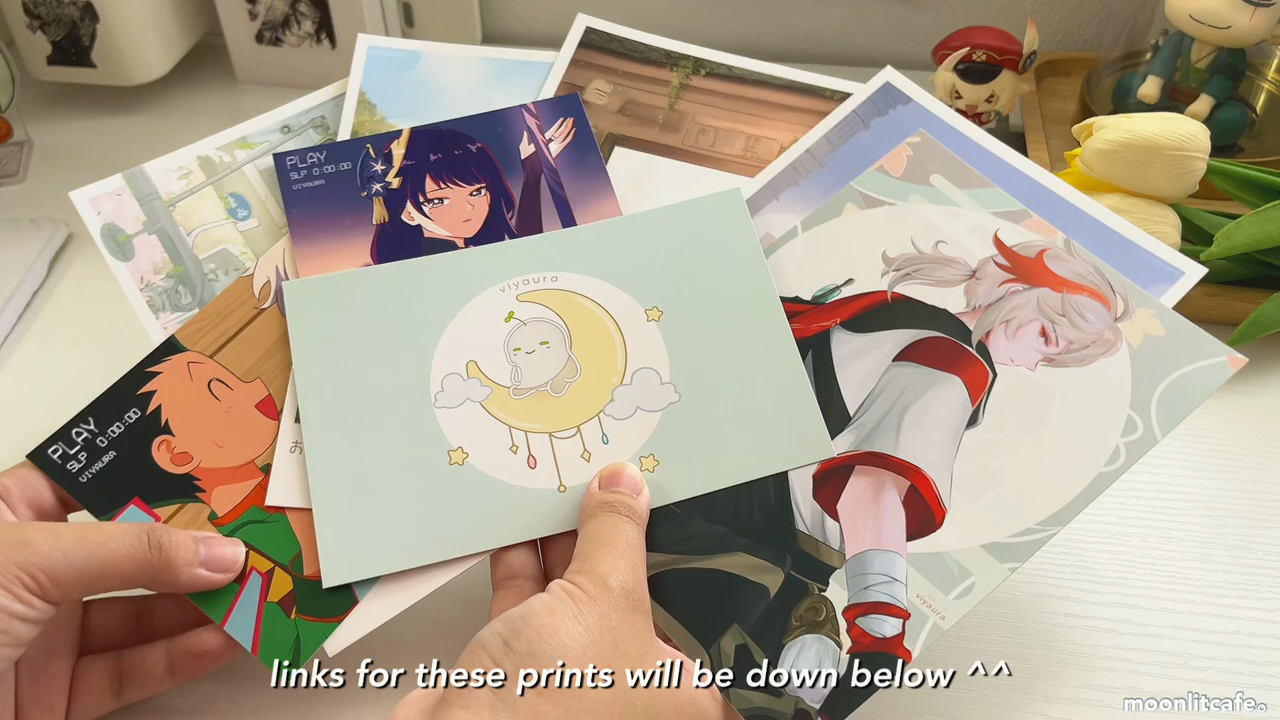 PLAY
SLP 0:00:00
VIYAURA
viyaura
PLAY
SLP 0:00:00
VIYAURA
お
viyaura
links for these prints will be down below ^^
moonlitcafe。